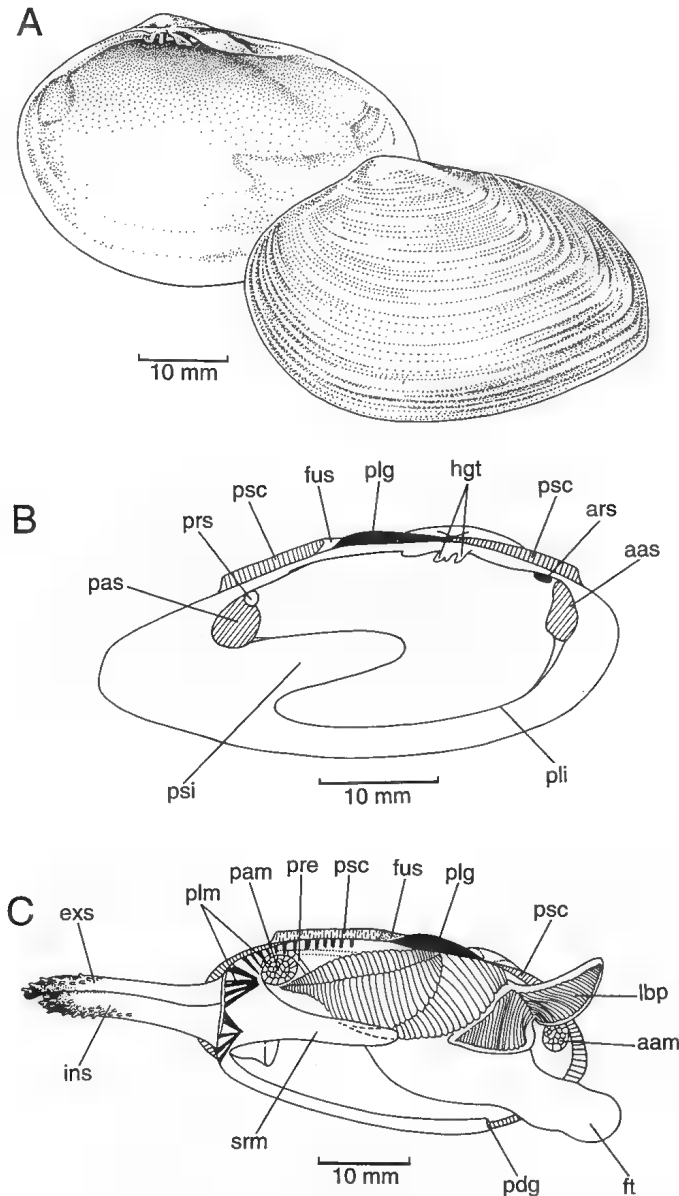 A
10 mm
B
psc
fus
plg
hgt
psc
ars
aas
prs
pas
psi
10 mm
pli
C
exs
plm
pam
pre
psc
fus
plg
psc
lbp
aam
ins
srm
10 mm
pdg
ft